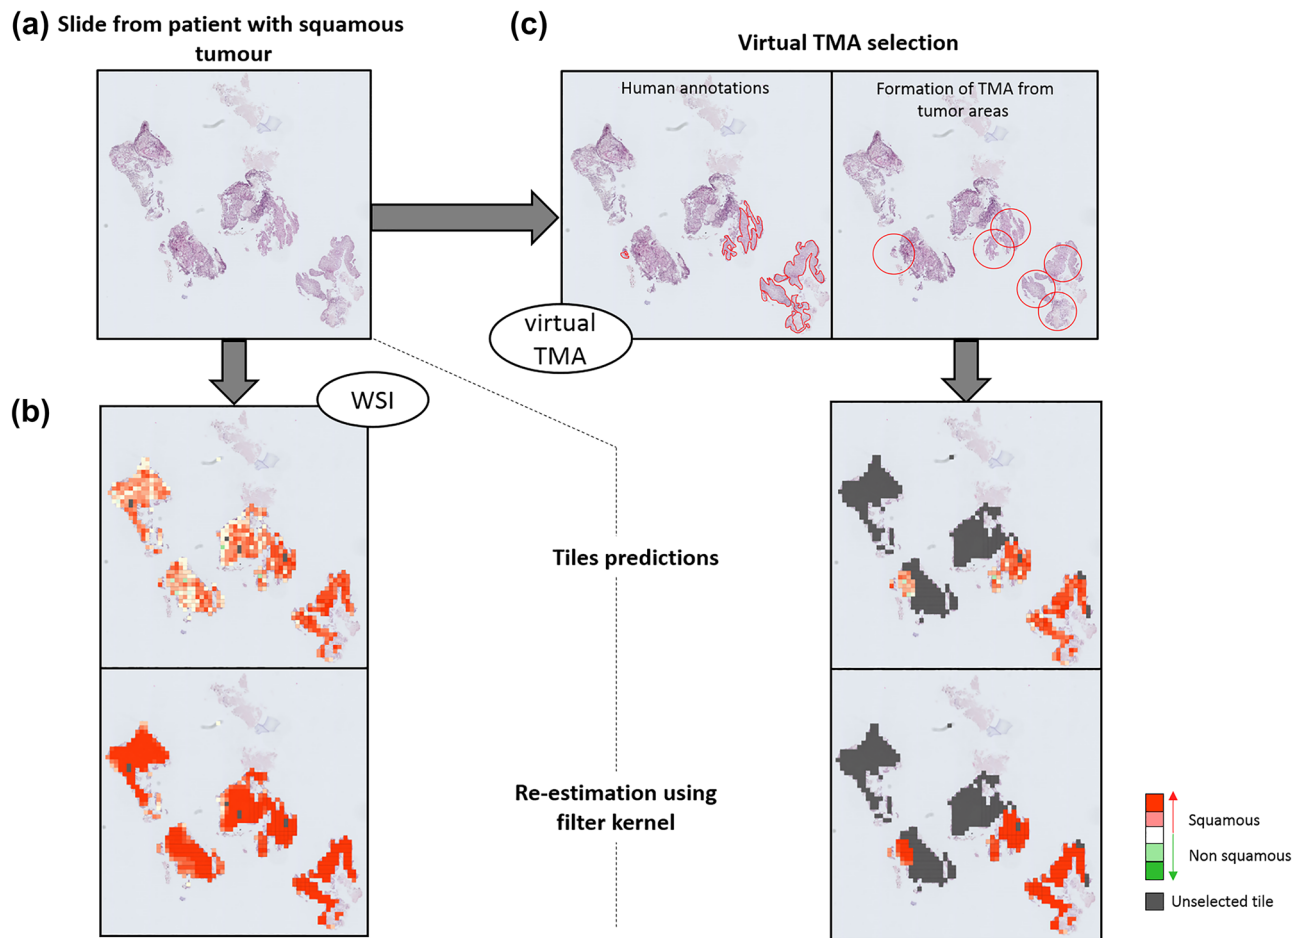 (a) Slide from patient with squamous
tumour
(c)
Virtual TMA selection
Human annotations
Formation of TMA from
tumor areas
virtual
TMA
(b)
WSI
Tiles predictions
Re-estimation using
filter kernel
Squamous
Non squamous
Unselected tile